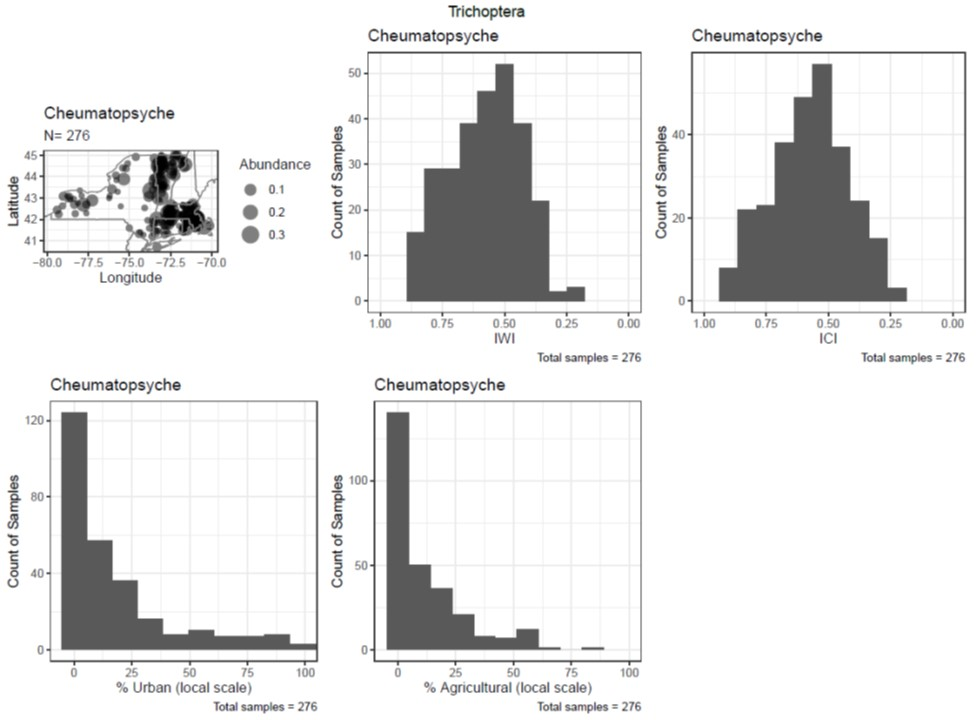 Trichoptera
Cheumatopsyche
N= 276
45
44
43
42
41
Latitude
−80.0 −77.5 −75.0 −72.5 −70.0
Longitude
Abundance
0.1
0.2
0.3
Cheumatopsyche
50
40
30
20
10
0
Count of Samples
1.00 0.75 0.50 0.25 0.00
IWI
Total samples = 276
Cheumatopsyche
40
20
0
Count of Samples
1.00 0.75 0.50 0.25 0.00
ICI
Total samples = 276
Cheumatopsyche
120
80
40
0
Count of Samples
0 25 50 75 100
% Urban (local scale)
Total samples = 276
Cheumatopsyche
100
50
0
Count of Samples
0 25 50 75 100
% Agricultural (local scale)
Total samples = 276